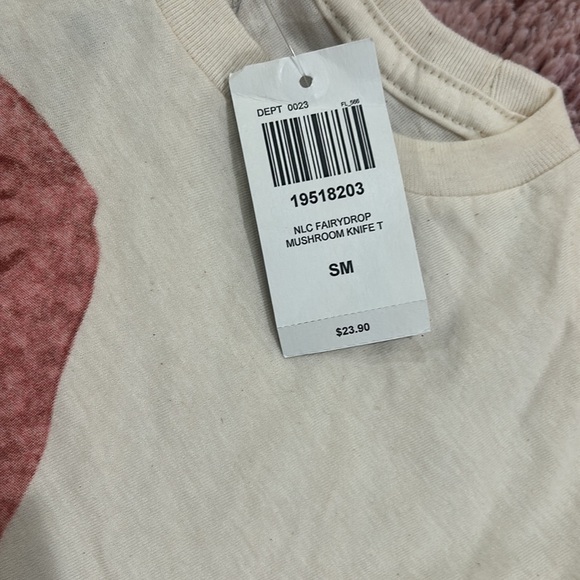 DEPT 0023
FL_566
19518203
NLC FAIRYDROP
MUSHROOM KNIFE T
SM
$23.90